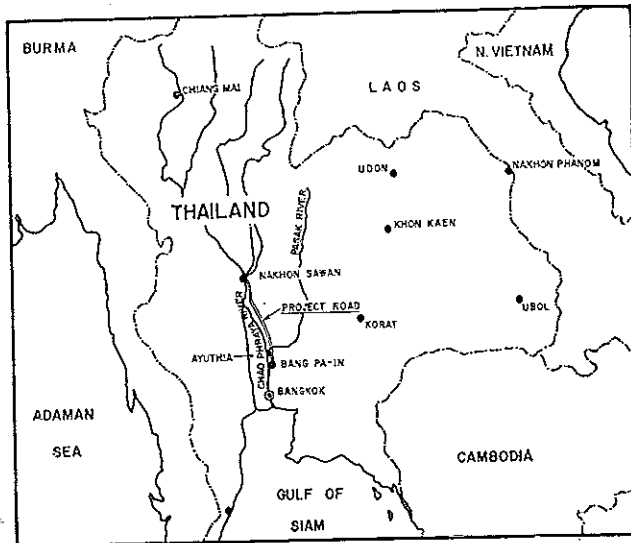 BURMA
N. VIETNAM
LAOS
CHIANG MAI
UDON
NAKHON PHANOM
THAILAND
PASAK RIVER
KHON KAEN
NAKHON SAWAN
UBOL
PROJECT ROAD
KORAT
CHAO PHRAYA RIVER
AYUTHIA
BANG PA-IN
BANGKOK
ADAMAN
SEA
CAMBODIA
GULF OF
SIAM